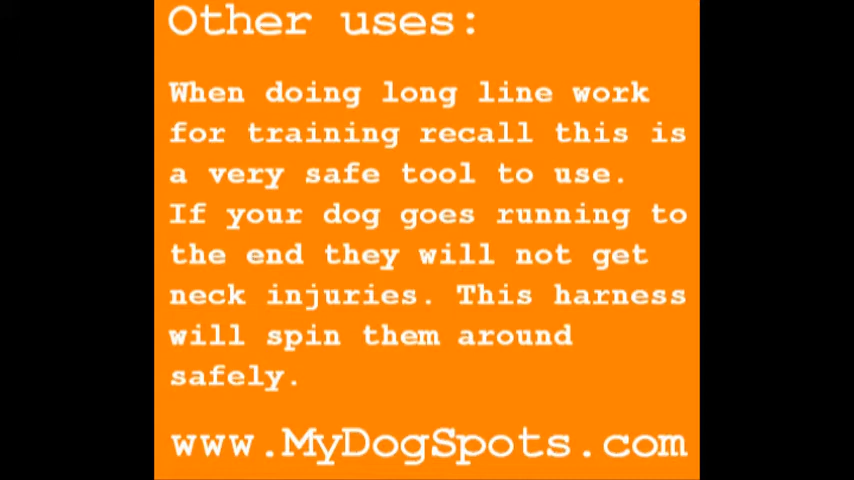 Other uses:
When doing long line work
for training recall this is
a very safe tool to use.
If your dog goes running to
the end they will not get
neck injuries. This harness
will spin them around
safely.
www.MyDogSpots.com